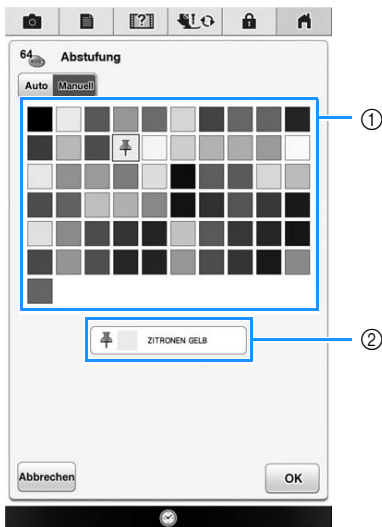 64 Abstufung
Auto Manuell
①
ZITRONEN GELB
②
Abbrechen OK